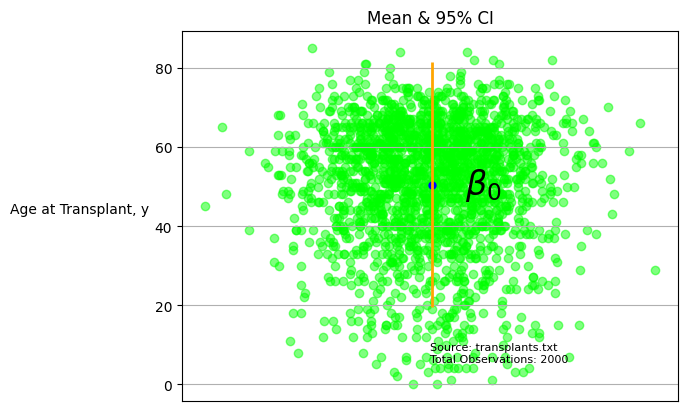 Mean & 95% CI
80
60
40
20
0
Age at Transplant, y
β0
Source: transplants.txt
Total Observations: 2000